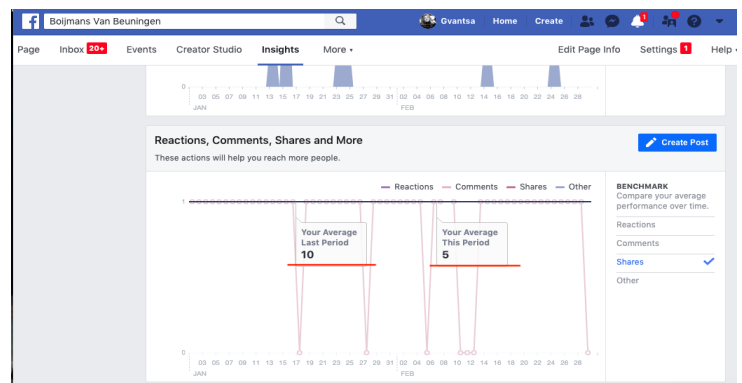 Boijmans Van Beuningen
Gvantsa Home Create
Page Inbox 20+ Events Creator Studio Insights More Edit Page Info Settings 1 Help
0
03 05 07 09 11 13 15 17 19 21 23 25 27 29 31 02 04 06 08 10 12 14 16 18 20 22 24 26 28
JAN FEB
Reactions, Comments, Shares and More
These actions will help you reach more people.
Create Post
Reactions Comments Shares Other
1
Your Average
Last Period
10
Your Average
This Period
5
0
03 05 07 09 11 13 15 17 19 21 23 25 27 29 31 02 04 06 08 10 12 14 16 18 20 22 24 26 28
JAN FEB
BENCHMARK
Compare your average
performance over time.
Reactions
Comments
Shares
Other